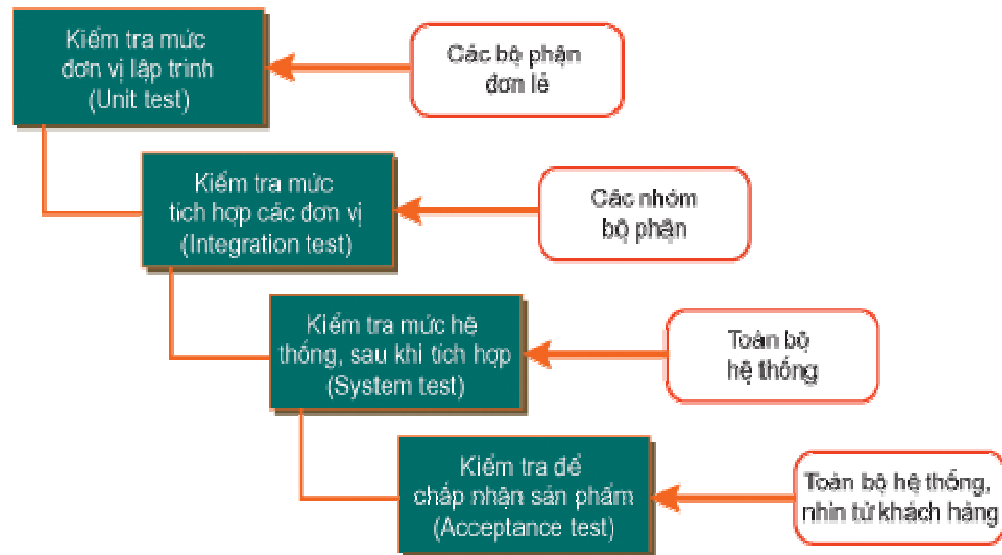 Kiểm tra mức
đơn vị lập trình
(Unit test)
Các bộ phận
đơn lẻ
Kiểm tra mức
tích hợp các đơn vị
(Integration test)
Các nhóm
bộ phận
Kiểm tra mức hệ
thống, sau khi tích hợp
(System test)
Toàn bộ
hệ thống
Kiểm tra để
chấp nhận sản phẩm
(Acceptance test)
Toàn bộ hệ thống,
nhìn từ khách hàng